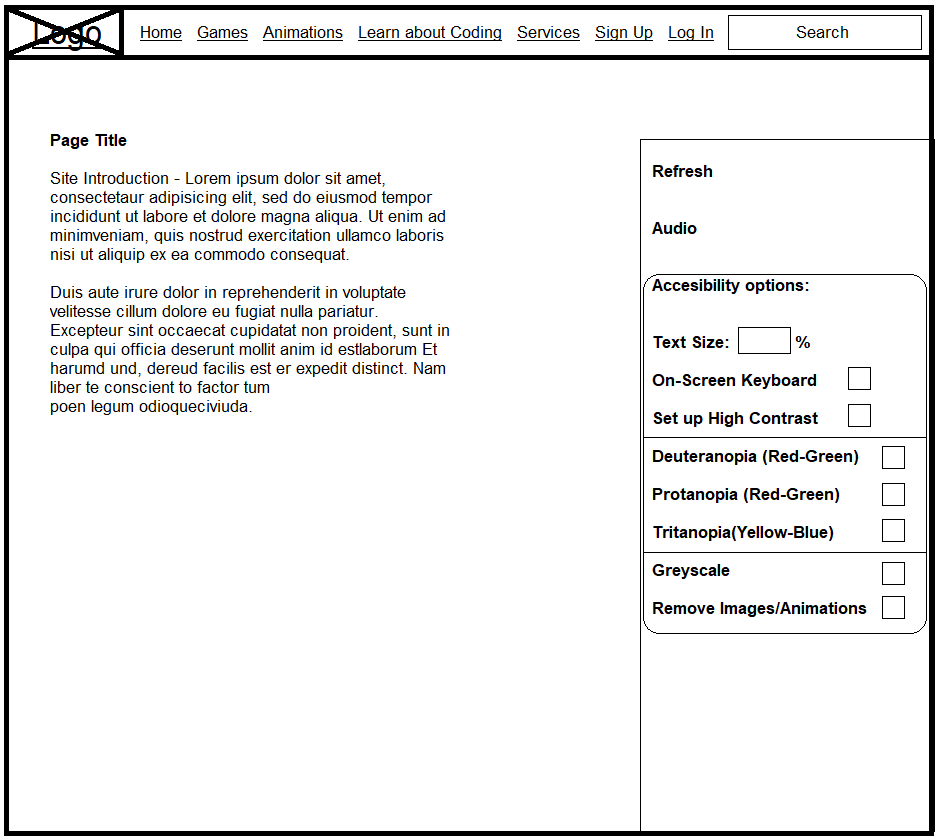 Logo
Home Games Animations Learn about Coding Services Sign Up Log In Search
Page Title
Site Introduction - Lorem ipsum dolor sit amet,
consectetaur adipisicing elit, sed do eiusmod tempor
incididunt ut labore et dolore magna aliqua. Ut enim ad
minimveniam, quis nostrud exercitation ullamco laboris
nisi ut aliquip ex ea commodo consequat.
Duis aute irure dolor in reprehenderit in voluptate
velitesse cillum dolore eu fugiat nulla pariatur.
Excepteur sint occaecat cupidatat non proident, sunt in
culpa qui officia deserunt mollit anim id estlaborum Et
harumd und, dereud facilis est er expedit distinct. Nam
liber te conscient to factor tum
poen legum odioqueciviuda.
Refresh
Audio
Accesibility options:
Text Size: %
On-Screen Keyboard
Set up High Contrast
Deuteranopia (Red-Green)
Protanopia (Red-Green)
Tritanopia(Yellow-Blue)
Greyscale
Remove Images/Animations